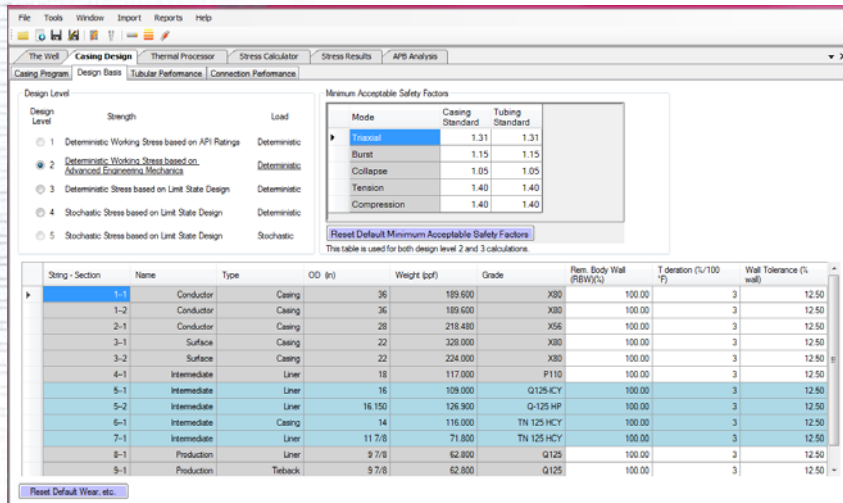 File Tools Window Import Reports Help
The Well Casing Design Thermal Processor Stress Calculator Stress Results APB Analysis
Casing Program Design Basis Tubular Performance Connection Performance
Design Level
Design Level Strength Load
1 Deterministic Working Stress based on API Ratings Deterministic
2 Deterministic Working Stress based on Advanced Engineering Mechanics Deterministic
3 Deterministic Stress based on Limit State Design Deterministic
4 Stochastic Stress based on Limit State Design Deterministic
5 Stochastic Stress based on Limit State Design Stochastic
Minimum Acceptable Safety Factors
Mode Casing Standard Tubing Standard
Triaxial 1.31 1.31
Burst 1.15 1.15
Collapse 1.05 1.05
Tension 1.40 1.40
Compression 1.40 1.40
Reset Default Minimum Acceptable Safety Factors
This table is used for both design level 2 and 3 calculations.
String - Section Name Type OD (in) Weight (ppf) Grade Rem. Body Wall (RBW)(%) T deration (%/100 °F) Wall Tolerance (% wall)
1-1 Conductor Casing 36 189.600 X80 100.00 3 12.50
1-2 Conductor Casing 36 189.600 X80 100.00 3 12.50
2-1 Conductor Casing 28 218.480 X56 100.00 3 12.50
3-1 Surface Casing 22 328.000 X80 100.00 3 12.50
3-2 Surface Casing 22 224.000 X80 100.00 3 12.50
4-1 Intermediate Liner 18 117.000 P110 100.00 3 12.50
5-1 Intermediate Liner 16 109.000 Q125-ICY 100.00 3 12.50
5-2 Intermediate Liner 16.150 126.900 Q-125 HP 100.00 3 12.50
6-1 Intermediate Casing 14 116.000 TN 125 HCY 100.00 3 12.50
7-1 Intermediate Liner 11 7/8 71.800 TN 125 HCY 100.00 3 12.50
8-1 Production Liner 9 7/8 62.800 Q125 100.00 3 12.50
9-1 Production Tieback 9 7/8 62.800 Q125 100.00 3 12.50
Reset Default Wear, etc.